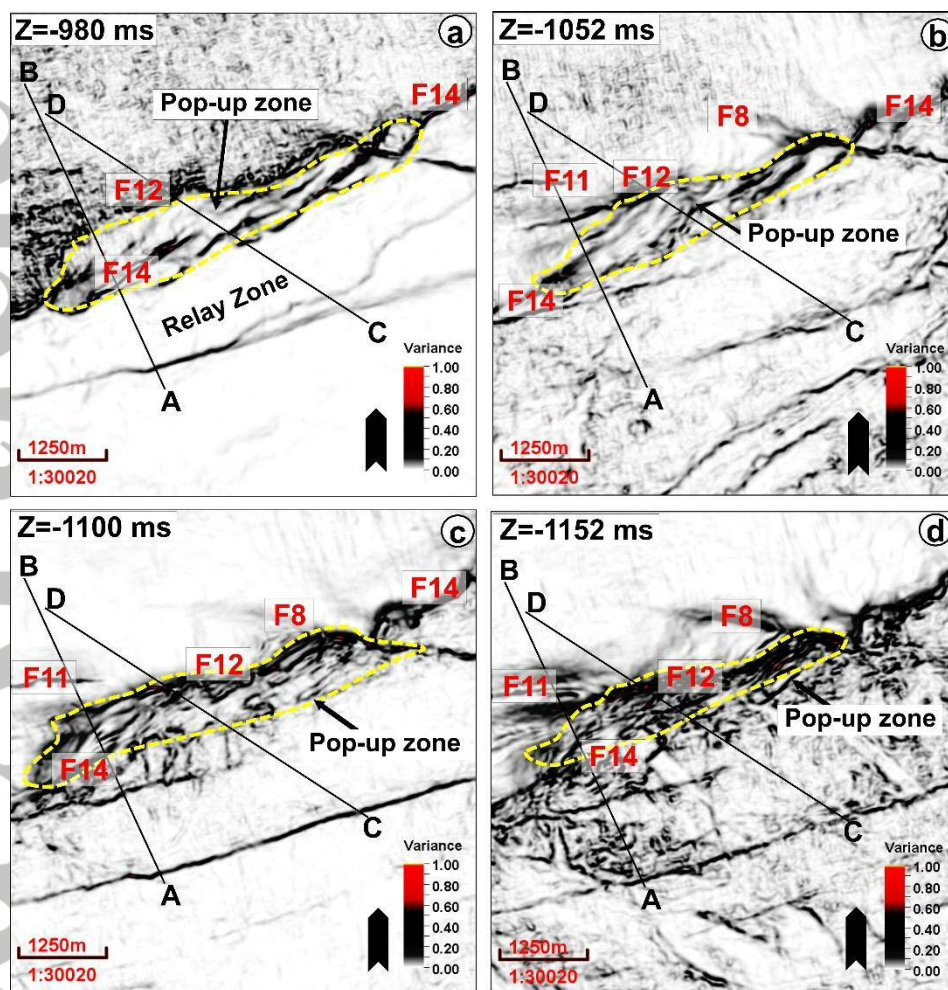 Z=-980 ms
a
B
D
Pop-up zone
F14
F12
F14
Relay Zone
C
A
Variance
1.00
0.80
0.60
0.40
0.20
0.00
1250m
1:30020
Z=-1052 ms
b
B
D
F8
F14
F11
F12
Pop-up zone
F14
C
A
Variance
1.00
0.80
0.60
0.40
0.20
0.00
1250m
1:30020
Z=-1100 ms
c
B
D
F14
F8
F12
F11
Pop-up zone
F14
C
A
Variance
1.00
0.80
0.60
0.40
0.20
0.00
1250m
1:30020
Z=-1152 ms
d
B
D
F8
F11
F12
Pop-up zone
F14
C
A
Variance
1.00
0.80
0.60
0.40
0.20
0.00
1250m
1:30020